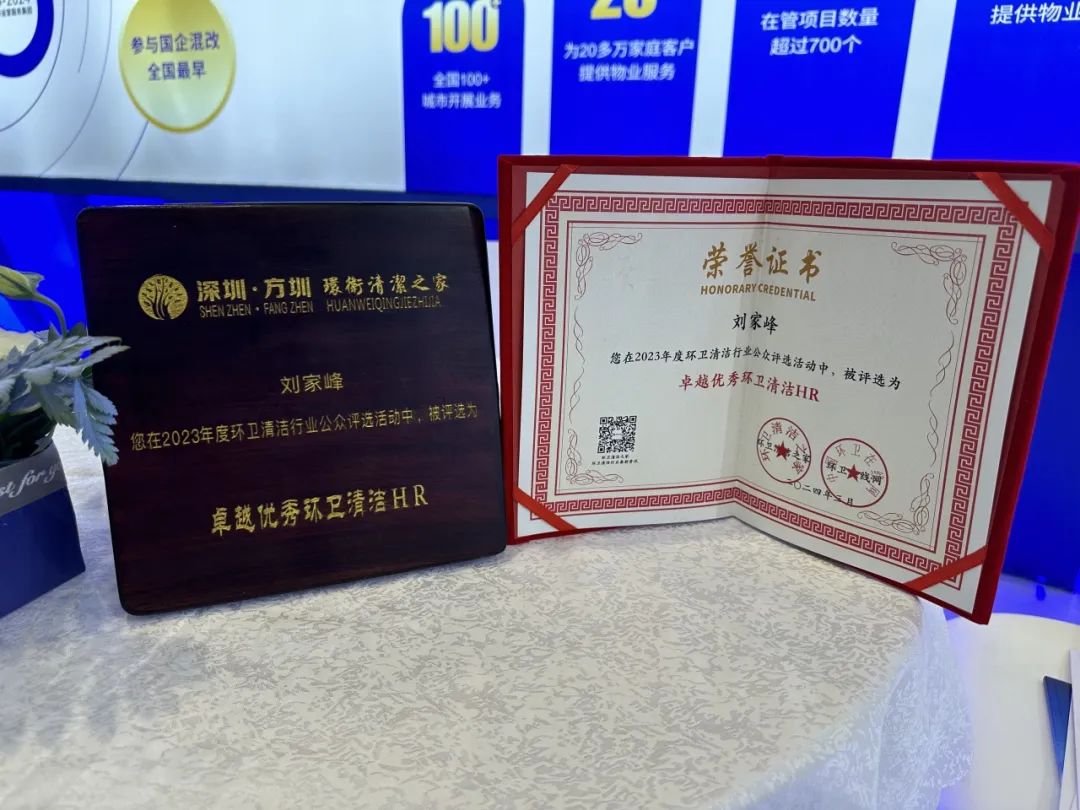 参与国企混改
全国最早
100
全国100+
城市开展业务
为20多万家庭客户
提供物业服务
在管项目数量
超过700个
提供物业
深圳·方圳 環衛清潔之家
SHEN ZHEN · FANG ZHEN HUANWEIQINGJIEZHIJIA
刘家峰
您在2023年度环卫清洁行业公众评选活动中，被评选为
卓越优秀环卫清洁HR
荣誉证书
HONORARY CREDENTIAL
刘家峰
您在2023年度环卫清洁行业公众评选活动中，被评选为
卓越优秀环卫清洁HR
环卫清洁之家